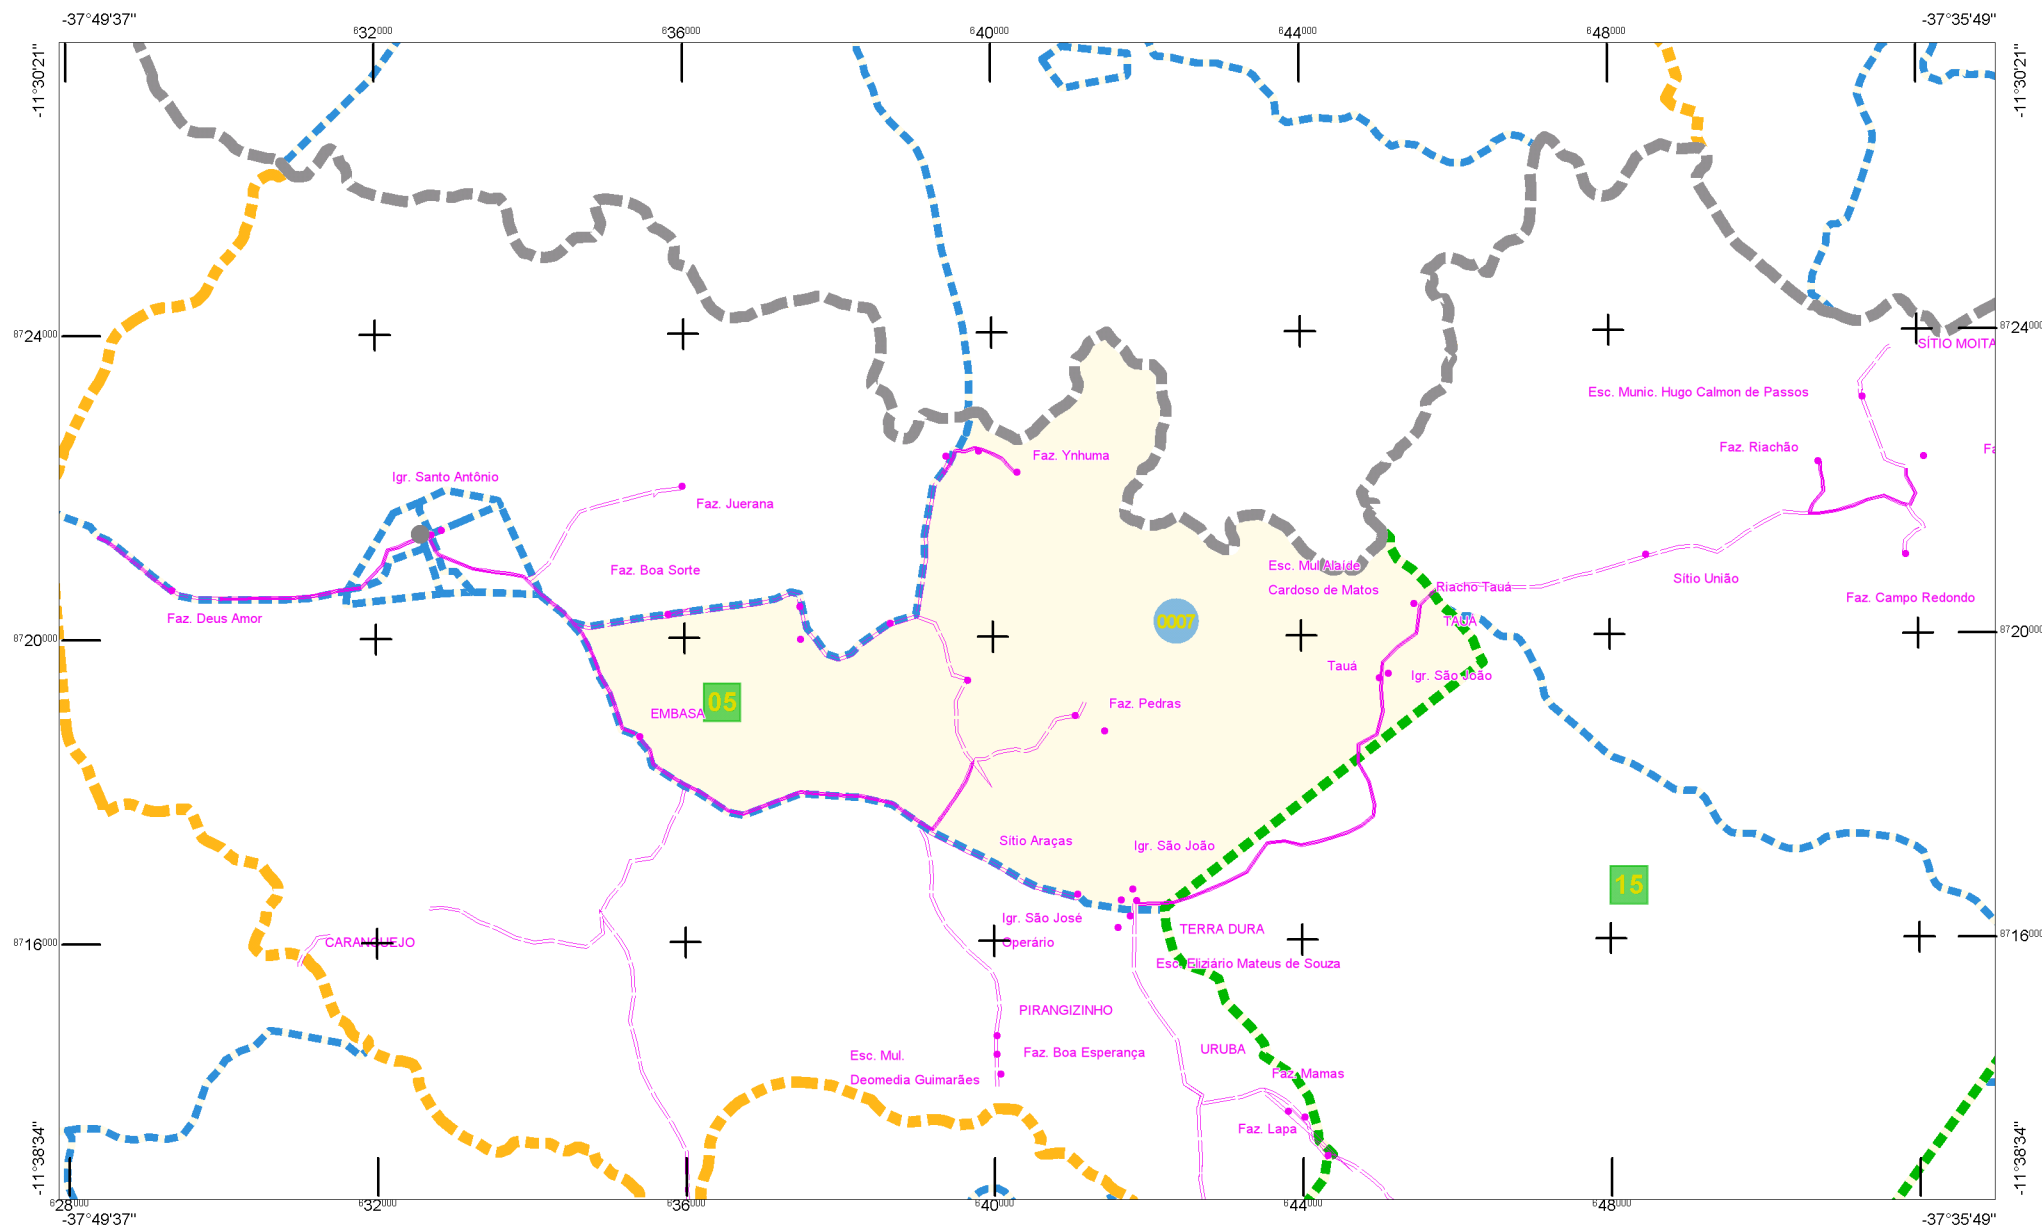 -37°49'37"
-37°35'49"
632000
636000
640000
644000
648000
-11°30'21"
-11°30'21"
8724000
8724000
SÍTIO MOITA
Esc. Munic. Hugo Calmon de Passos
Faz. Riachão
Fa
Faz. Ynhuma
Igr. Santo Antônio
Faz. Juerana
Faz. Boa Sorte
Esc. Mul Alaide
Cardoso de Matos
Riacho Tauá
Sítio União
Faz. Campo Redondo
Faz. Deus Amor
0007
TAUÁ
8720000
8720000
Tauá
Igr. São João
05
EMBASA
Faz. Pedras
Sítio Araças
Igr. São João
15
Igr. São José
Operário
TERRA DURA
CARANGUEJO
8716000
8716000
Esc. Eliziário Mateus de Souza
PIRANGIZINHO
Esc. Mul.
Deomedia Guimarães
Faz. Boa Esperança
URUBA
Faz. Mamas
Faz. Lapa
-11°38'34"
-11°38'34"
628000
632000
636000
640000
644000
648000
-37°49'37"
-37°35'49"